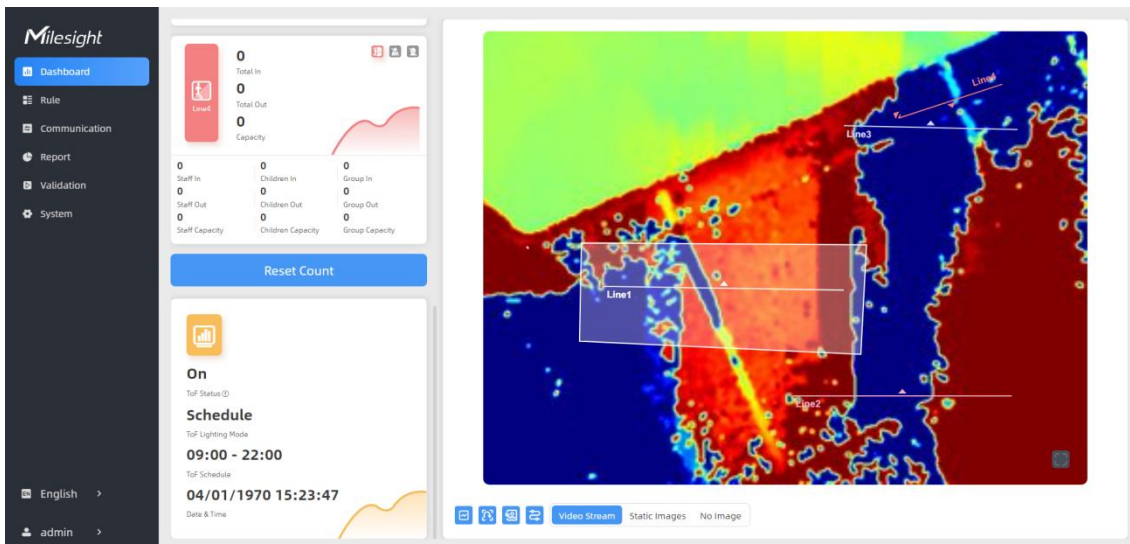 Milesight
Dashboard
Rule
Communication
Report
Validation
System
EN English >
admin >
Line4
0
Total In
0
Total Out
0
Capacity
0 0 0
Staff In Children In Group In
0 0 0
Staff Out Children Out Group Out
0 0 0
Staff Capacity Children Capacity Group Capacity
Reset Count
On
ToF Status
Schedule
ToF Lighting Mode
09:00 - 22:00
ToF Schedule
04/01/1970 15:23:47
Date & Time
Line4
Line3
Line1
Line2
Video Stream Static Images No Image